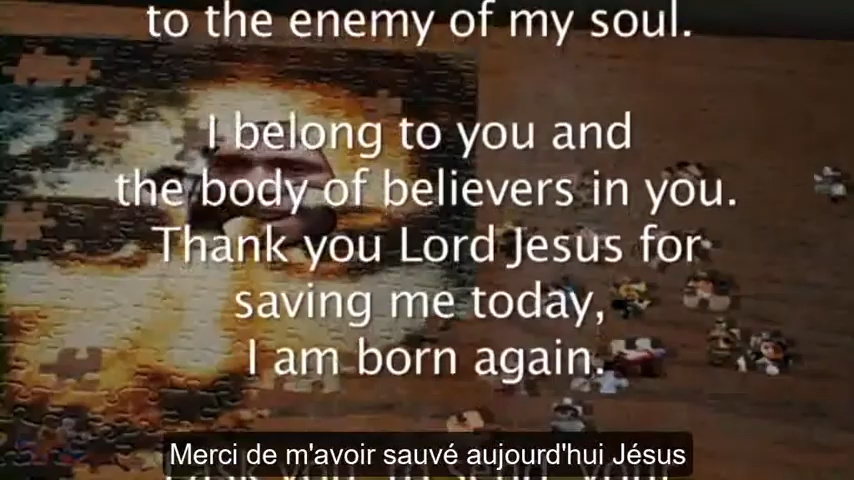 to the enemy of my soul.
I belong to you and
the body of believers in you.
Thank you Lord Jesus for
saving me today,
I am born again.
Merci de m'avoir sauvé aujourd'hui Jésus